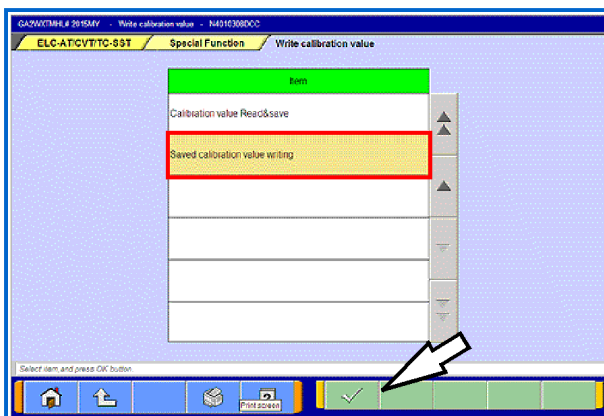 GA2WXTMHL# 2015MY - Write calibration value - N4010308DCC
ELC-AT/CVT/TC-SST Special Function Write calibration value
Item
Calibration value Read&save
Saved calibration value writing
Select item, and press OK button.
Print screen